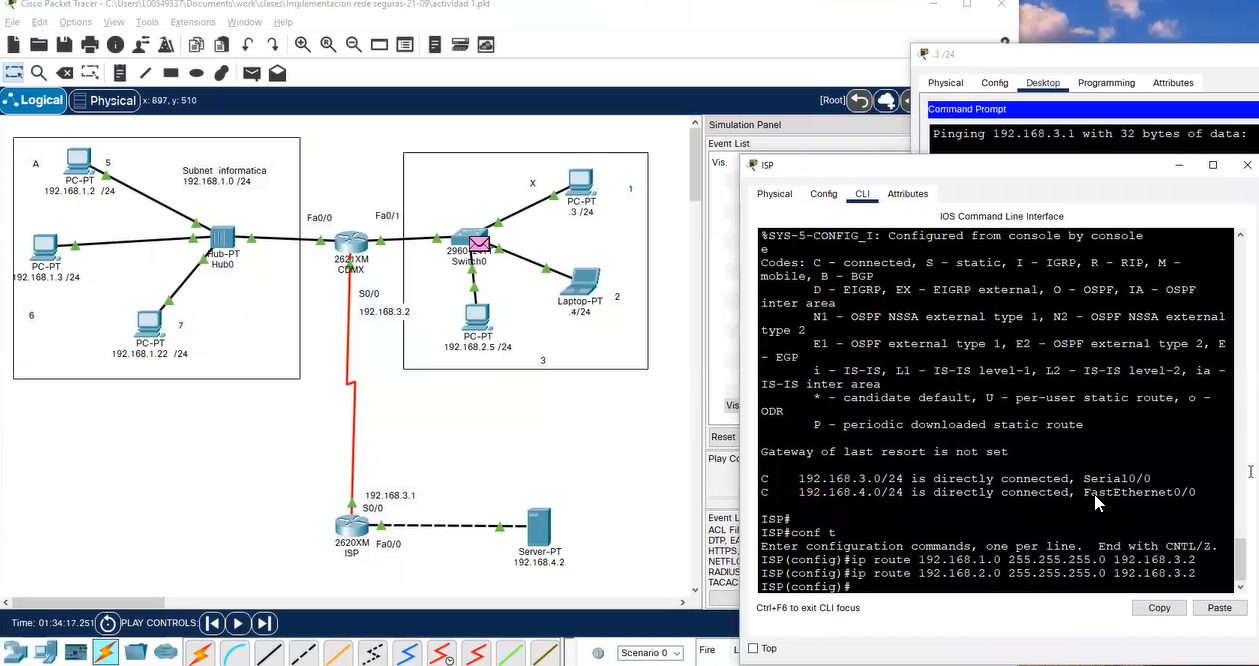 Cisco Packet Tracer - C:\Users\L00549337\Documents\work\clases\Implementacion rede seguras-21-09\actividad 1.pkt
File Edit Options View Tools Extensions Window Help
Logical Physical x: 897, y: 510 [Root]
A
5
PC-PT
192.168.1.2 /24
Subnet informatica
192.168.1.0 /24
PC-PT
192.168.1.3 /24
Hub-PT
Hub0
6
7
PC-PT
192.168.1.22 /24
Fa0/0
Fa0/1
2621XM
CDMX
S0/0
192.168.3.2
X
1
PC-PT
.3 /24
Switch0
Laptop-PT
.4/24
2
PC-PT
192.168.2.5 /24
3
192.168.3.1
S0/0
2620XM
ISP
Fa0/0
Server-PT
192.168.4.2
Time: 01:34:17.251 PLAY CONTROLS:
Scenario 0
Fire
Simulation Panel
Event List
Vis.
Vis
Reset
Play Co
Event L
ACL Fil
DTP, EA
HTTPS,
NETFLO
RADIUS
TACAC
.3 /24
Physical Config Desktop Programming Attributes
Command Prompt
Pinging 192.168.3.1 with 32 bytes of data:
ISP
Physical Config CLI Attributes
IOS Command Line Interface
%SYS-5-CONFIG_I: Configured from console by console
e
Codes: C - connected, S - static, I - IGRP, R - RIP, M -
mobile, B - BGP
D - EIGRP, EX - EIGRP external, O - OSPF, IA - OSPF
inter area
N1 - OSPF NSSA external type 1, N2 - OSPF NSSA external
type 2
E1 - OSPF external type 1, E2 - OSPF external type 2, E
- EGP
i - IS-IS, L1 - IS-IS level-1, L2 - IS-IS level-2, ia -
IS-IS inter area
* - candidate default, U - per-user static route, o -
ODR
P - periodic downloaded static route
Gateway of last resort is not set
C 192.168.3.0/24 is directly connected, Serial0/0
C 192.168.4.0/24 is directly connected, FastEthernet0/0
ISP#
ISP#conf t
Enter configuration commands, one per line. End with CNTL/Z.
ISP(config)#ip route 192.168.1.0 255.255.255.0 192.168.3.2
ISP(config)#ip route 192.168.2.0 255.255.255.0 192.168.3.2
ISP(config)#
Ctrl+F6 to exit CLI focus
Copy
Paste
Top